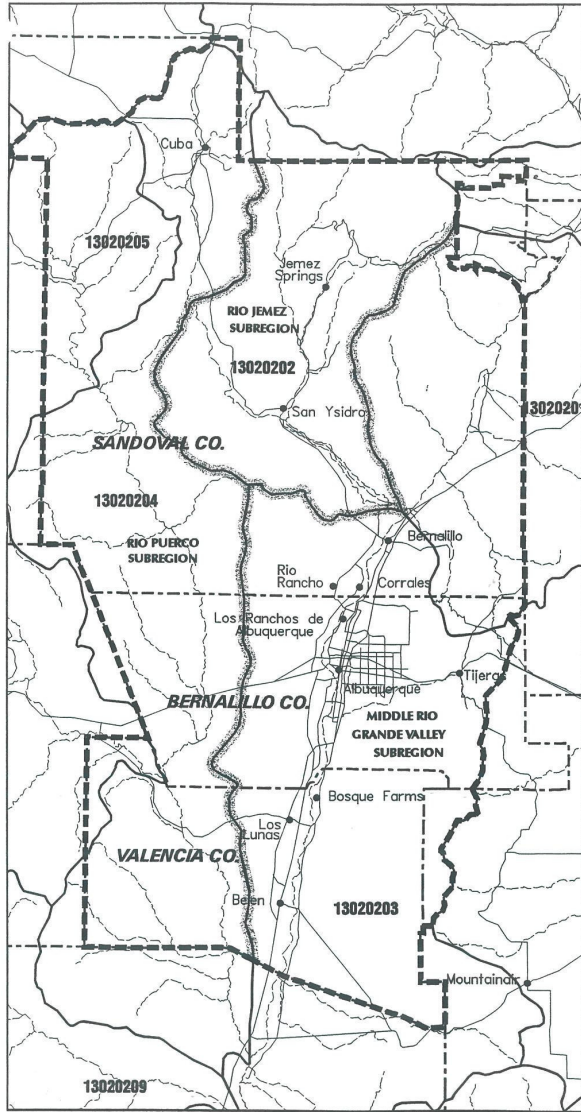 Cuba
13020205
Jemez
Springs
RIO JEMEZ
SUBREGION
13020202
San Ysidro
1302020
SANDOVAL CO.
13020204
RIO PUERCO
SUBREGION
Bernalillo
Rio
Rancho
Corrales
Los Ranchos de
Albuquerque
Albuquerque
Tijeras
BERNALILLO CO.
MIDDLE RIO
GRANDE VALLEY
SUBREGION
Bosque Farms
Los
Lunas
VALENCIA CO.
Belen
13020203
Mountainair
13020209